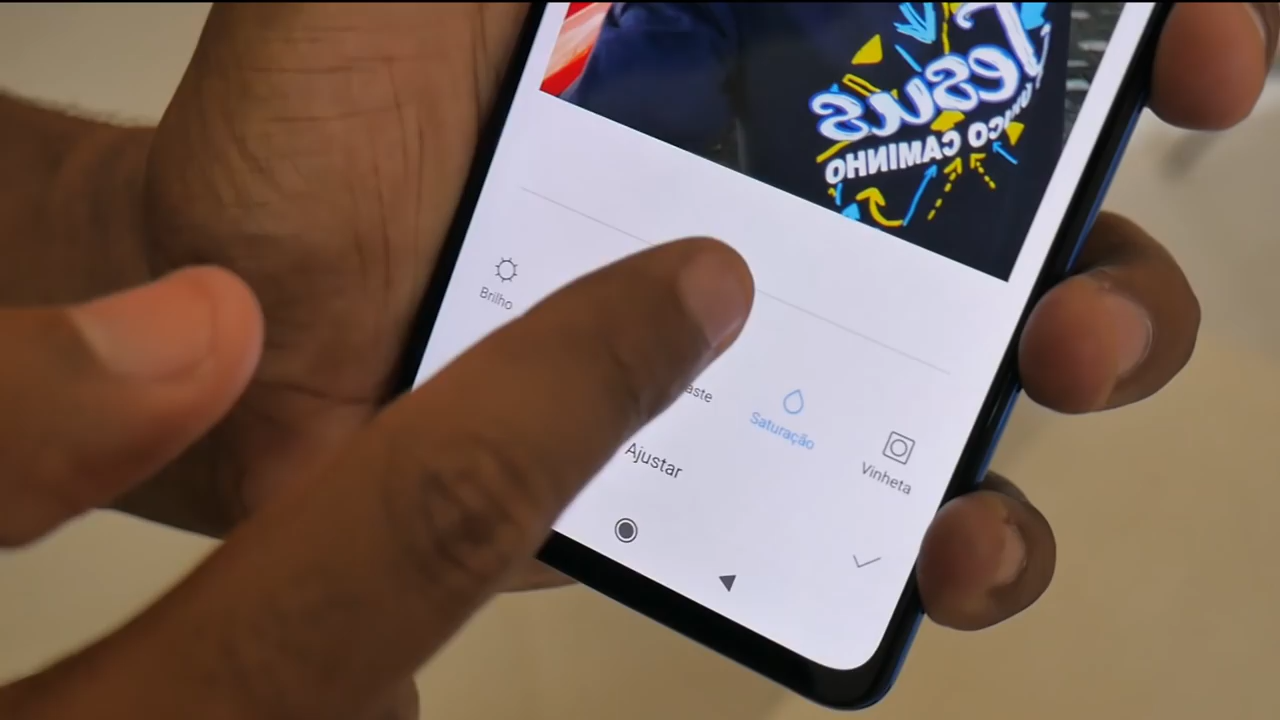 Jesus
ÚNICO CAMINHO
Brilho
aste
Saturação
Vinheta
Ajustar